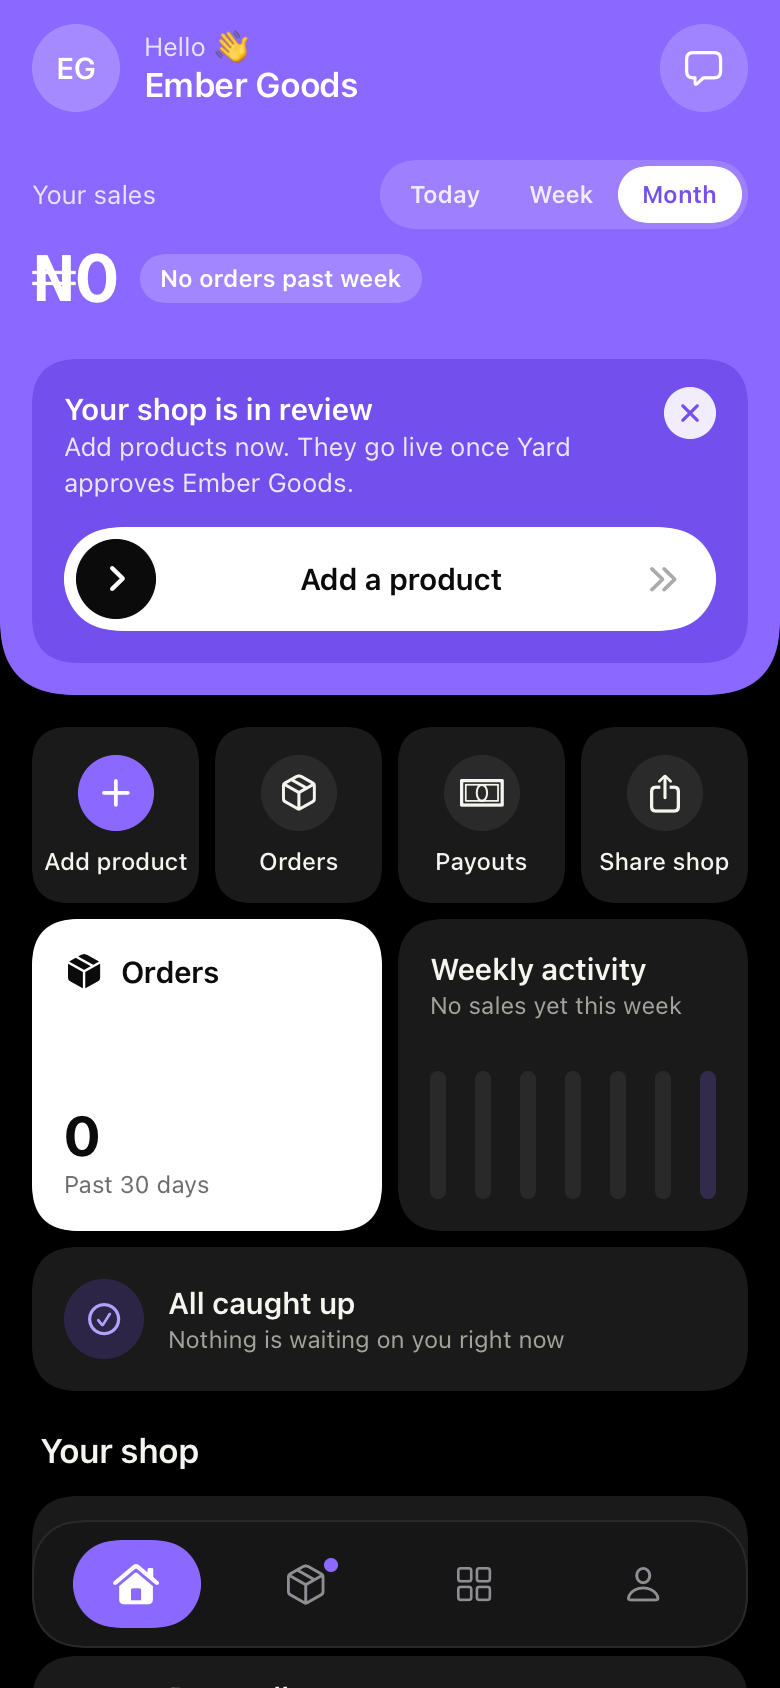 EG
Hello 👋
Ember Goods
Your sales
Today Week Month
₦0
No orders past week
Your shop is in review
Add products now. They go live once Yard
approves Ember Goods.
Add a product
Add product
Orders
Payouts
Share shop
Orders
0
Past 30 days
Weekly activity
No sales yet this week
All caught up
Nothing is waiting on you right now
Your shop